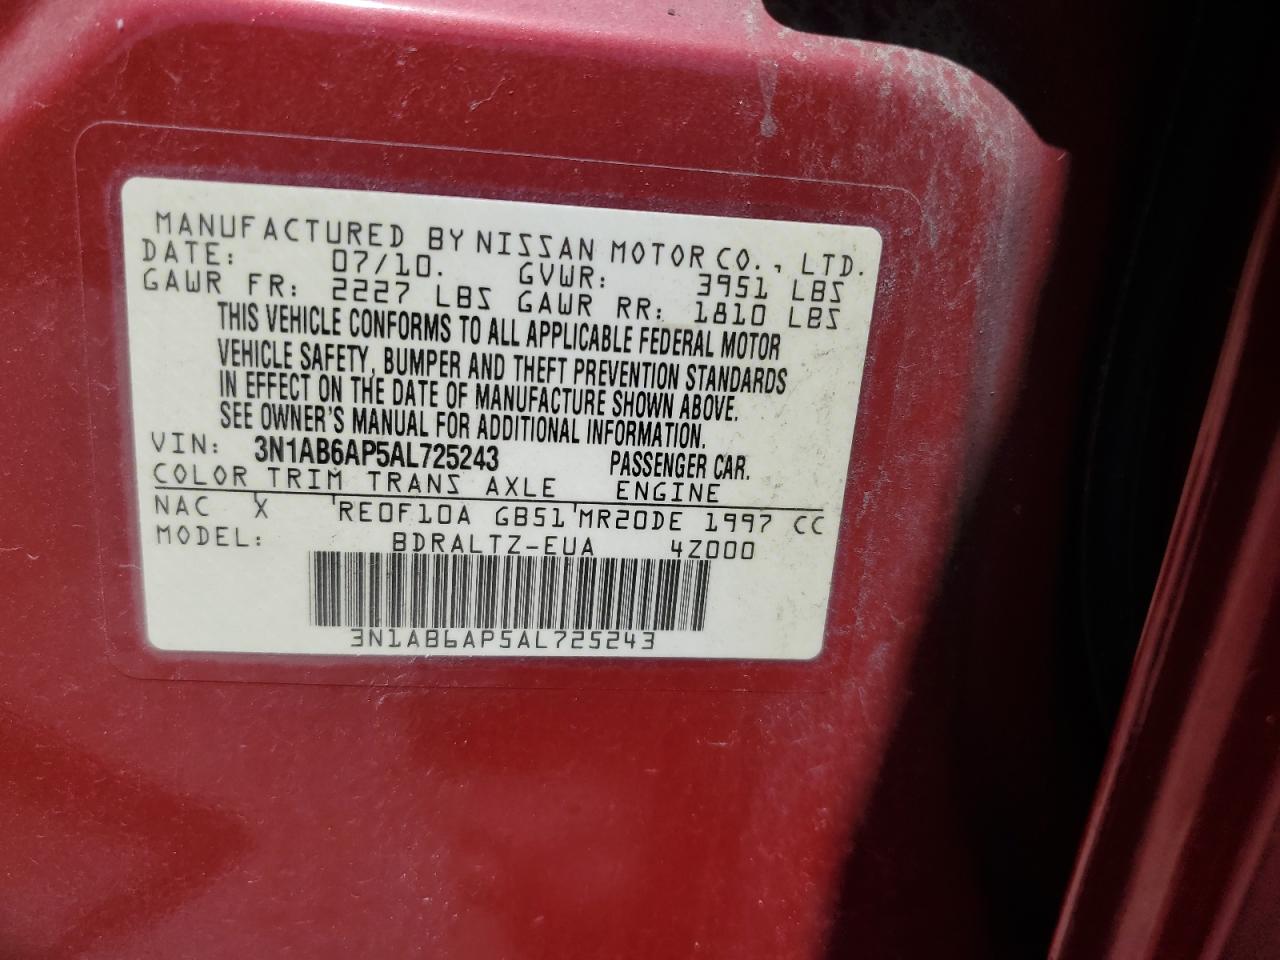 MANUFACTURED BY NISSAN MOTOR CO., LTD.
DATE: 07/10. GVWR: 3951 LBS
GAWR FR: 2227 LBS GAWR RR: 1810 LBS
THIS VEHICLE CONFORMS TO ALL APPLICABLE FEDERAL MOTOR
VEHICLE SAFETY, BUMPER AND THEFT PREVENTION STANDARDS
IN EFFECT ON THE DATE OF MANUFACTURE SHOWN ABOVE.
SEE OWNER'S MANUAL FOR ADDITIONAL INFORMATION.
VIN: 3N1AB6AP5AL725243 PASSENGER CAR.
COLOR TRIM TRANS AXLE ENGINE
NAC X RE0F10A GB51 MR20DE 1997 CC
MODEL: BDRALTZ-EUA 4Z000
3N1AB6AP5AL725243